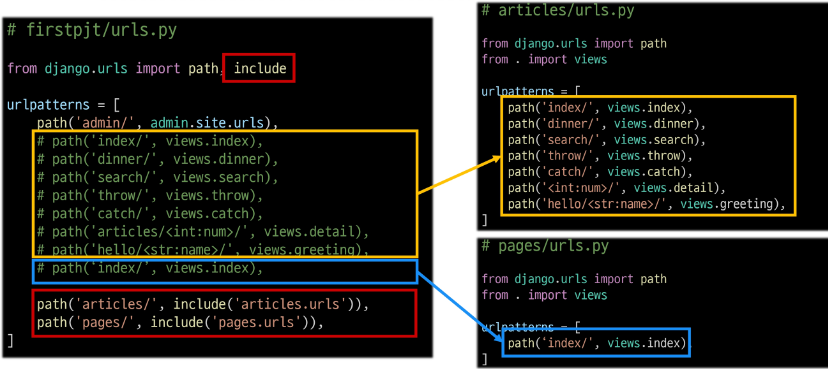 # firstpjt/urls.py
from django.urls import path, include
urlpatterns = [
path('admin/', admin.site.urls),
# path('index/', views.index),
# path('dinner/', views.dinner),
# path('search/', views.search),
# path('throw/', views.throw),
# path('catch/', views.catch),
# path('articles/<int:num>/', views.detail),
# path('hello/<str:name>/', views.greeting),
# path('index/', views.index),
path('articles/', include('articles.urls')),
path('pages/', include('pages.urls')),
]
# articles/urls.py
from django.urls import path
from . import views
urlpatterns = [
path('index/', views.index),
path('dinner/', views.dinner),
path('search/', views.search),
path('throw/', views.throw),
path('catch/', views.catch),
path('<int:num>/', views.detail),
path('hello/<str:name>/', views.greeting),
]
# pages/urls.py
from django.urls import path
from . import views
urlpatterns = [
path('index/', views.index),
]